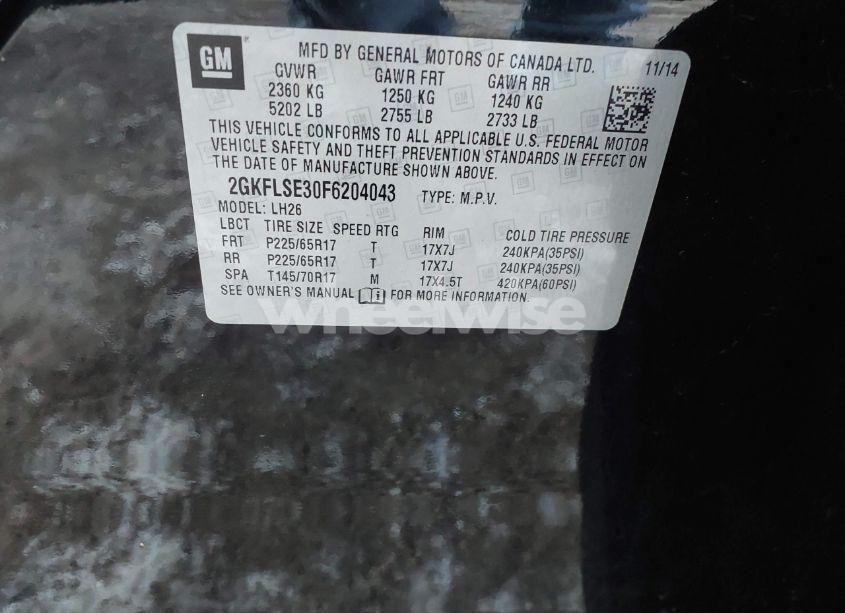 GM
MFD BY GENERAL MOTORS OF CANADA LTD. 11/14
GVWR GAWR FRT GAWR RR
2360 KG 1250 KG 1240 KG
5202 LB 2755 LB 2733 LB
THIS VEHICLE CONFORMS TO ALL APPLICABLE U.S. FEDERAL MOTOR
VEHICLE SAFETY AND THEFT PREVENTION STANDARDS IN EFFECT ON
THE DATE OF MANUFACTURE SHOWN ABOVE.
2GKFLSE30F6204043 TYPE: M.P.V.
MODEL: LH26
LBCT TIRE SIZE SPEED RTG RIM COLD TIRE PRESSURE
FRT P225/65R17 T 17X7J 240KPA(35PSI)
RR P225/65R17 T 17X7J 240KPA(35PSI)
SPA T145/70R17 M 17X4.5T 420KPA(60PSI)
SEE OWNER'S MANUAL FOR MORE INFORMATION.
wheelwise